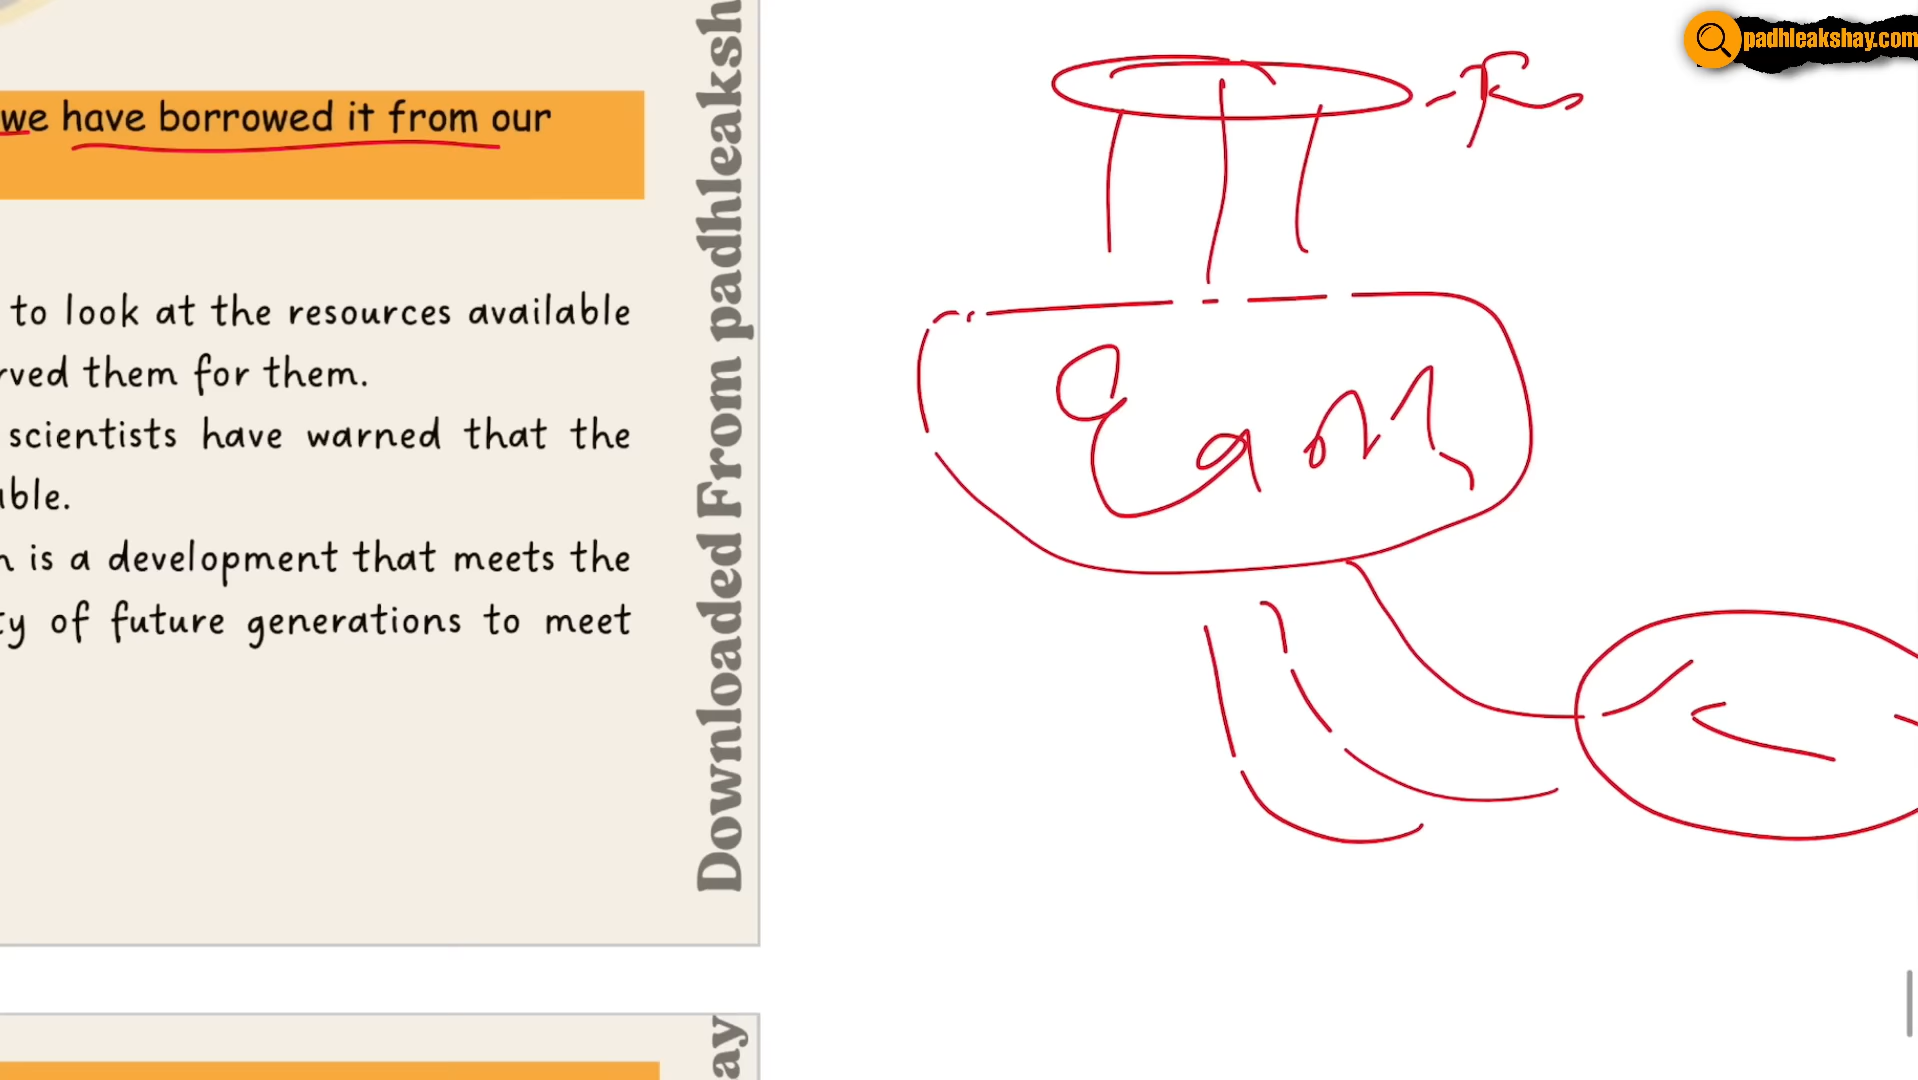 padhleakshay.com
we have borrowed it from our
to look at the resources available
rved them for them.
scientists have warned that the
able.
n is a development that meets the
ty of future generations to meet
Downloaded From padhleaksh
ay
Earth